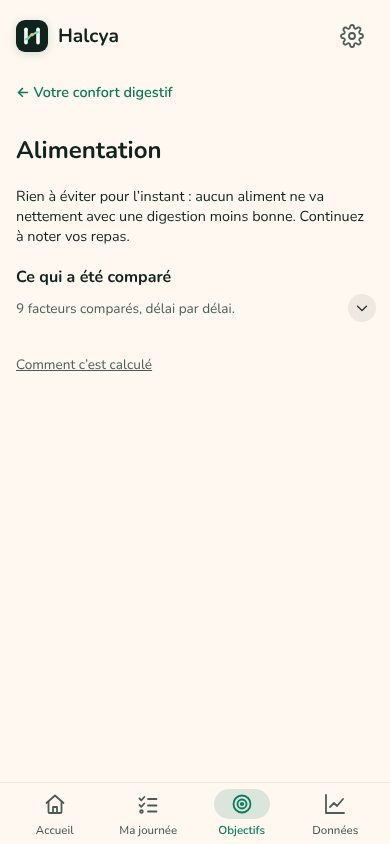 Halcya
← Votre confort digestif
Alimentation
Rien à éviter pour l’instant : aucun aliment ne va
nettement avec une digestion moins bonne. Continuez
à noter vos repas.
Ce qui a été comparé
9 facteurs comparés, délai par délai.
Comment c’est calculé
Accueil
Ma journée
Objectifs
Données